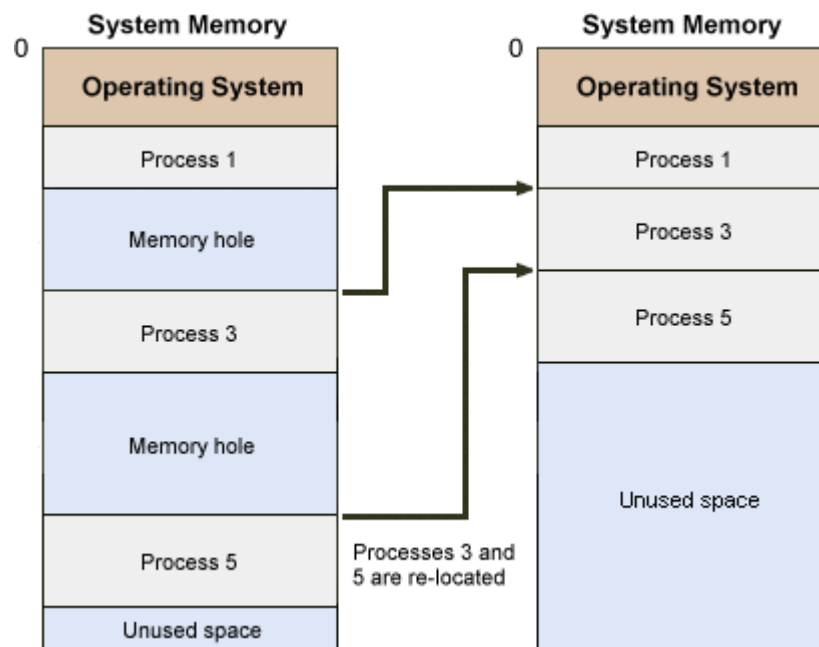 System Memory
0
Operating System
Process 1
Memory hole
Process 3
Memory hole
Process 5
Unused space
Processes 3 and
5 are re-located
System Memory
0
Operating System
Process 1
Process 3
Process 5
Unused space